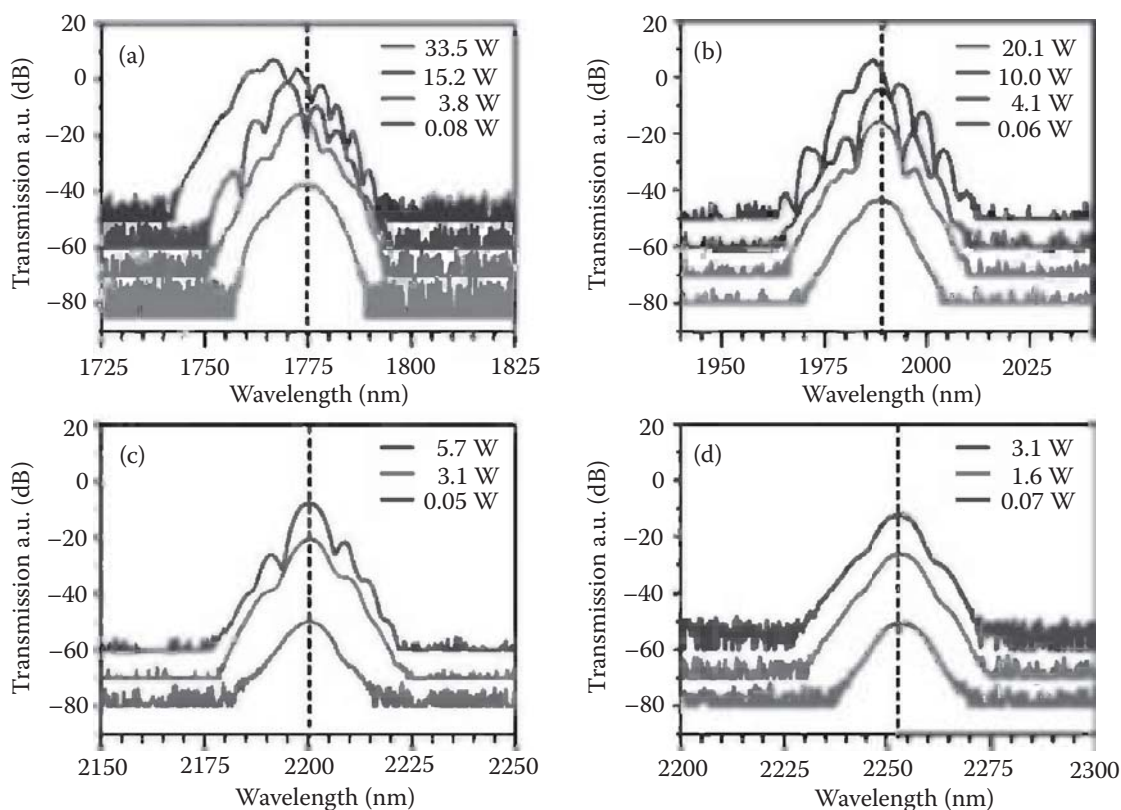 20
0
−20
−40
−60
−80
Transmission a.u. (dB)
(a)
33.5 W
15.2 W
3.8 W
0.08 W
1725
1750
1775
1800
1825
Wavelength (nm)
20
0
−20
−40
−60
−80
Transmission a.u. (dB)
(b)
20.1 W
10.0 W
4.1 W
0.06 W
1950
1975
2000
2025
Wavelength (nm)
20
0
−20
−40
−60
−80
Transmission a.u. (dB)
(c)
5.7 W
3.1 W
0.05 W
2150
2175
2200
2225
2250
Wavelength (nm)
20
0
−20
−40
−60
−80
Transmission a.u. (dB)
(d)
3.1 W
1.6 W
0.07 W
2200
2225
2250
2275
2300
Wavelength (nm)